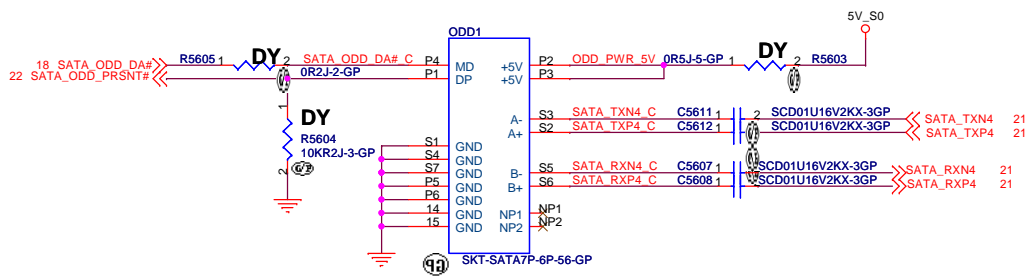 5V_S0
ODD1
18 SATA_ODD_DA# R5605 1 DY 2 SATA_ODD_DA#_C P4 MD +5V P2 ODD_PWR_5V 0R5J-5-GP 1 DY 2 R5603
22 SATA_ODD_PRSNT# 0R2J-2-GP P1 DP +5V P3
1 DY
R5604
10KR2J-3-GP
2
A- S3 SATA_TXN4_C C5611 1 2 SCD01U16V2KX-3GP SATA_TXN4 21
A+ S2 SATA_TXP4_C C5612 1 SCD01U16V2KX-3GP SATA_TXP4 21
S1 GND
S4 GND
S7 GND B- S5 SATA_RXN4_C C5607 1 SCD01U16V2KX-3GP SATA_RXN4 21
P5 GND B+ S6 SATA_RXP4_C C5608 1 SCD01U16V2KX-3GP SATA_RXP4 21
P6 GND
14 GND NP1 NP1
15 GND NP2 NP2
SKT-SATA7P-6P-56-GP